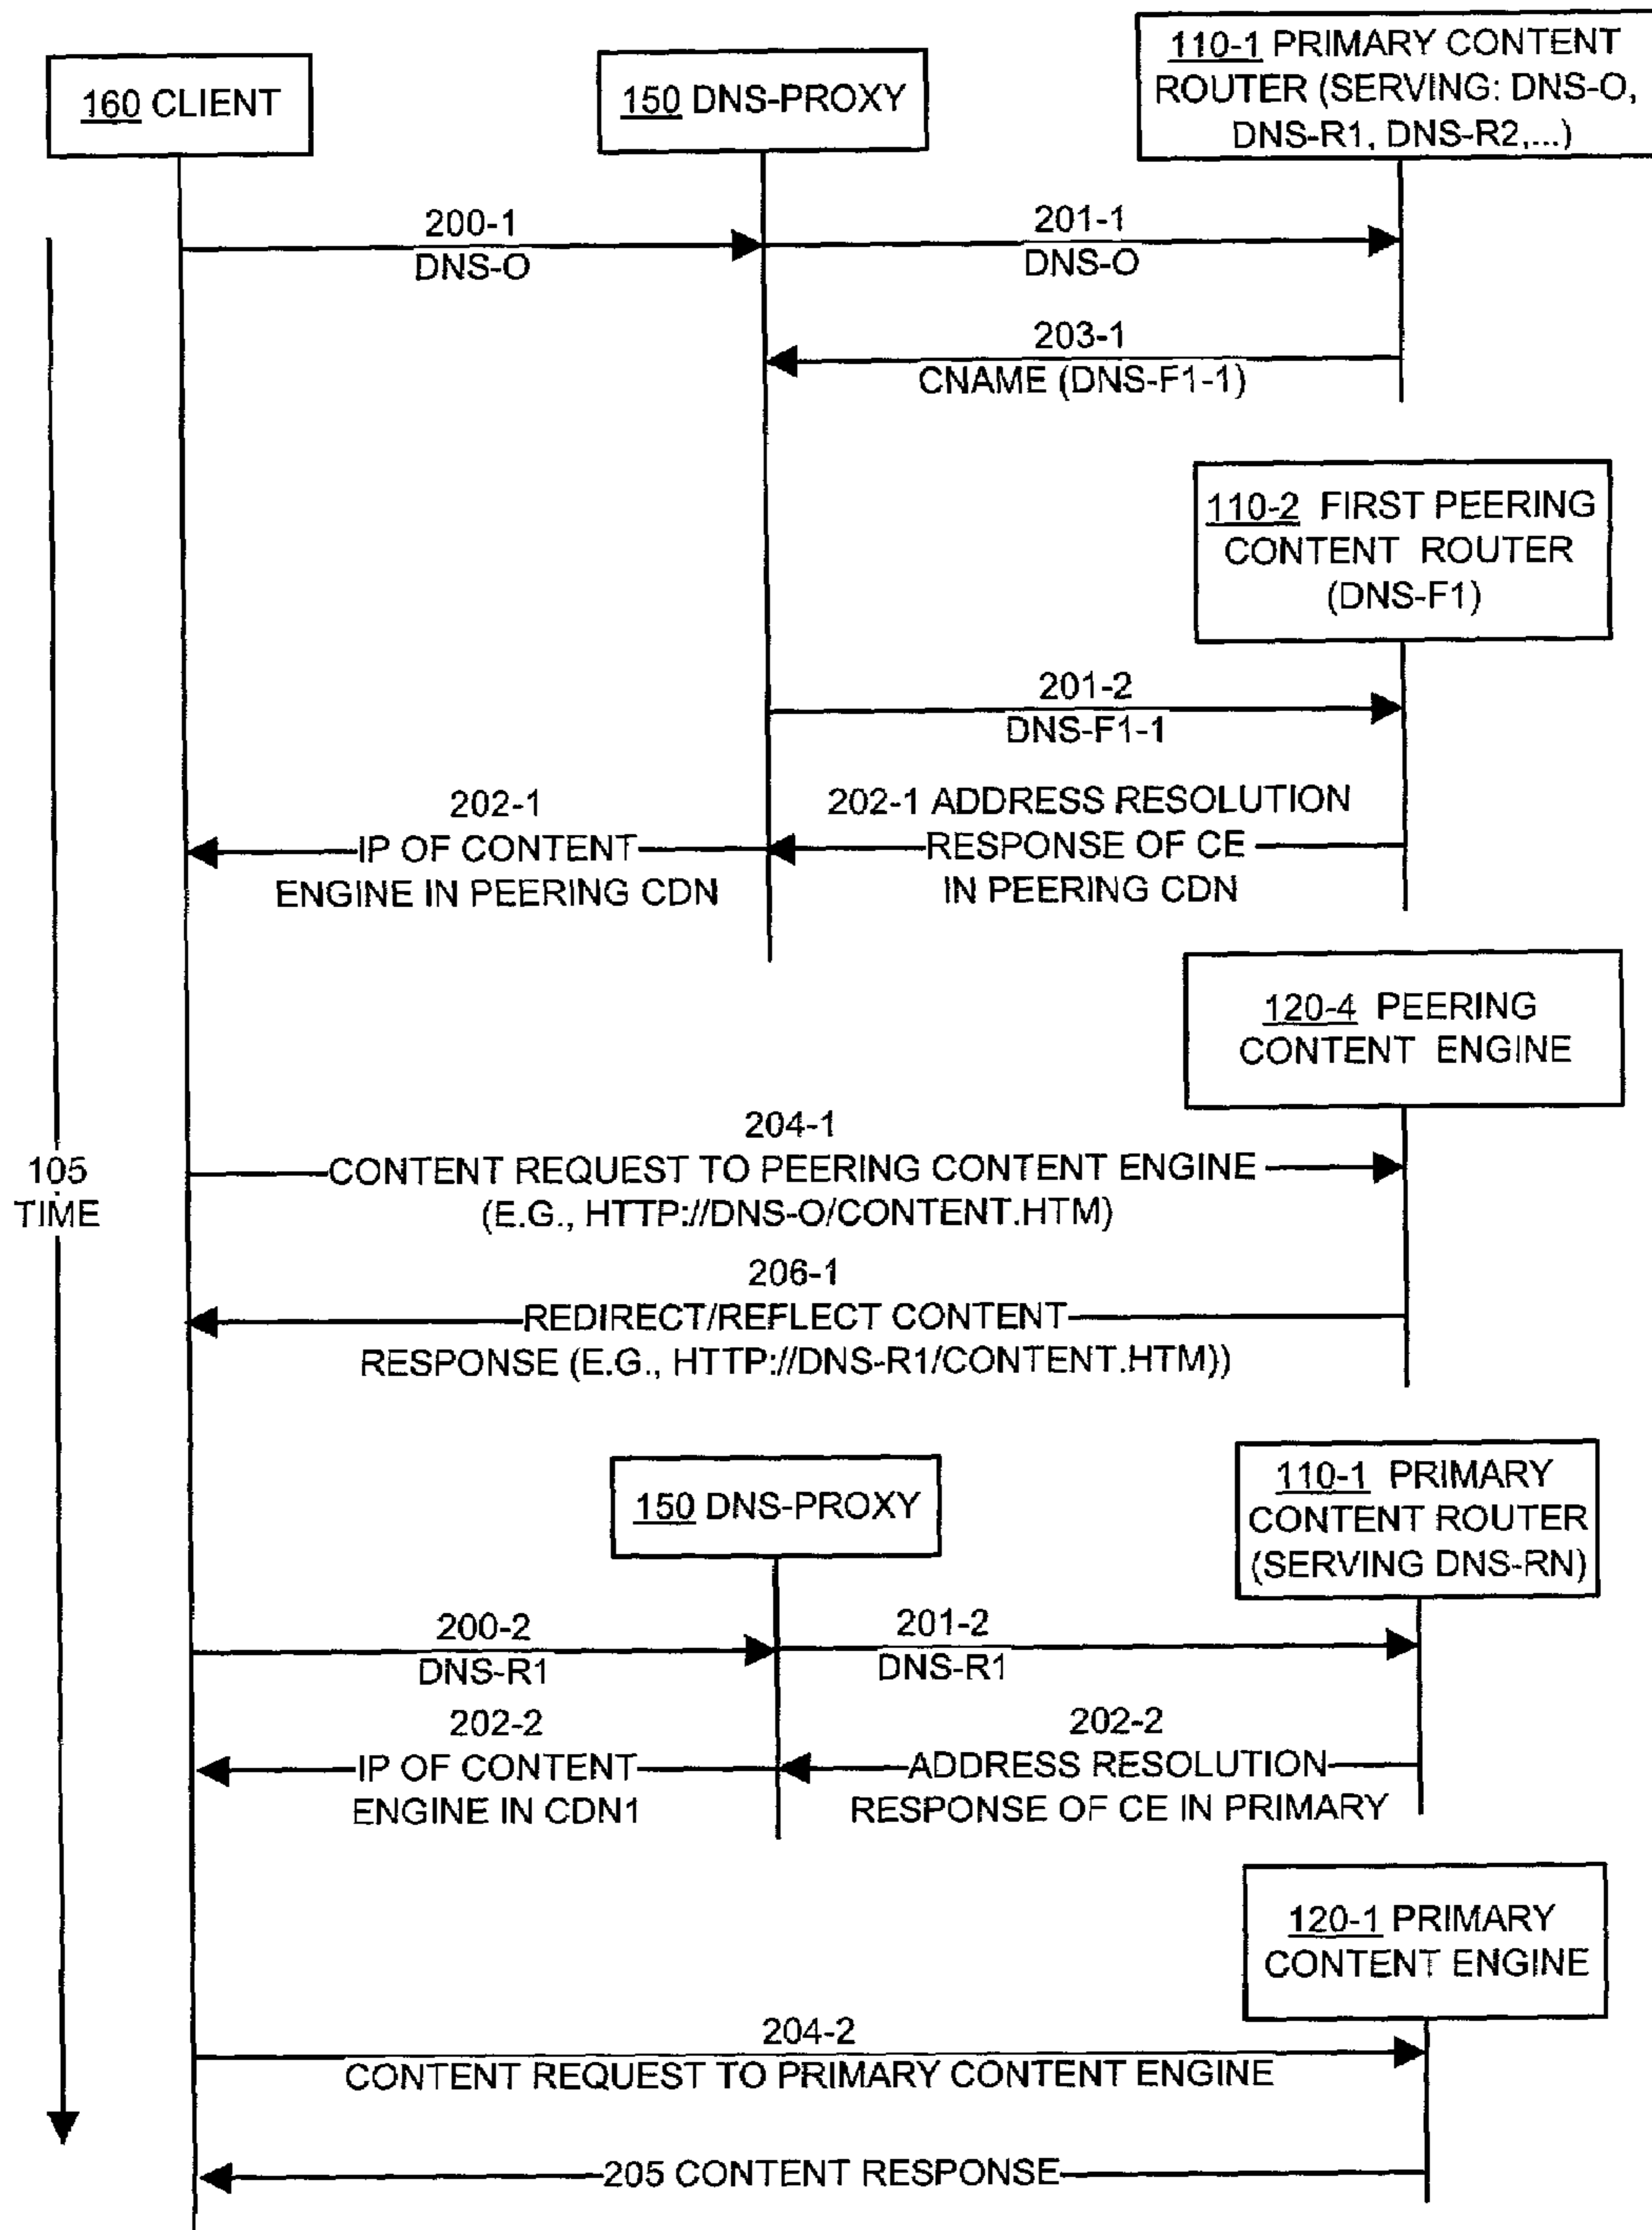 160 CLIENT
150 DNS-PROXY
110-1 PRIMARY CONTENT
ROUTER (SERVING: DNS-O,
DNS-R1, DNS-R2,...)
200-1
DNS-O
201-1
DNS-O
203-1
CNAME (DNS-F1-1)
110-2 FIRST PEERING
CONTENT ROUTER
(DNS-F1)
201-2
DNS-F1-1
202-1
IP OF CONTENT
ENGINE IN PEERING CDN
202-1 ADDRESS RESOLUTION
RESPONSE OF CE
IN PEERING CDN
120-4 PEERING
CONTENT ENGINE
204-1
CONTENT REQUEST TO PEERING CONTENT ENGINE
(E.G., HTTP://DNS-O/CONTENT.HTM)
105
TIME
206-1
REDIRECT/REFLECT CONTENT
RESPONSE (E.G., HTTP://DNS-R1/CONTENT.HTM))
150 DNS-PROXY
110-1 PRIMARY
CONTENT ROUTER
(SERVING DNS-RN)
200-2
DNS-R1
201-2
DNS-R1
202-2
IP OF CONTENT
ENGINE IN CDN1
202-2
ADDRESS RESOLUTION
RESPONSE OF CE IN PRIMARY
120-1 PRIMARY
CONTENT ENGINE
204-2
CONTENT REQUEST TO PRIMARY CONTENT ENGINE
205 CONTENT RESPONSE